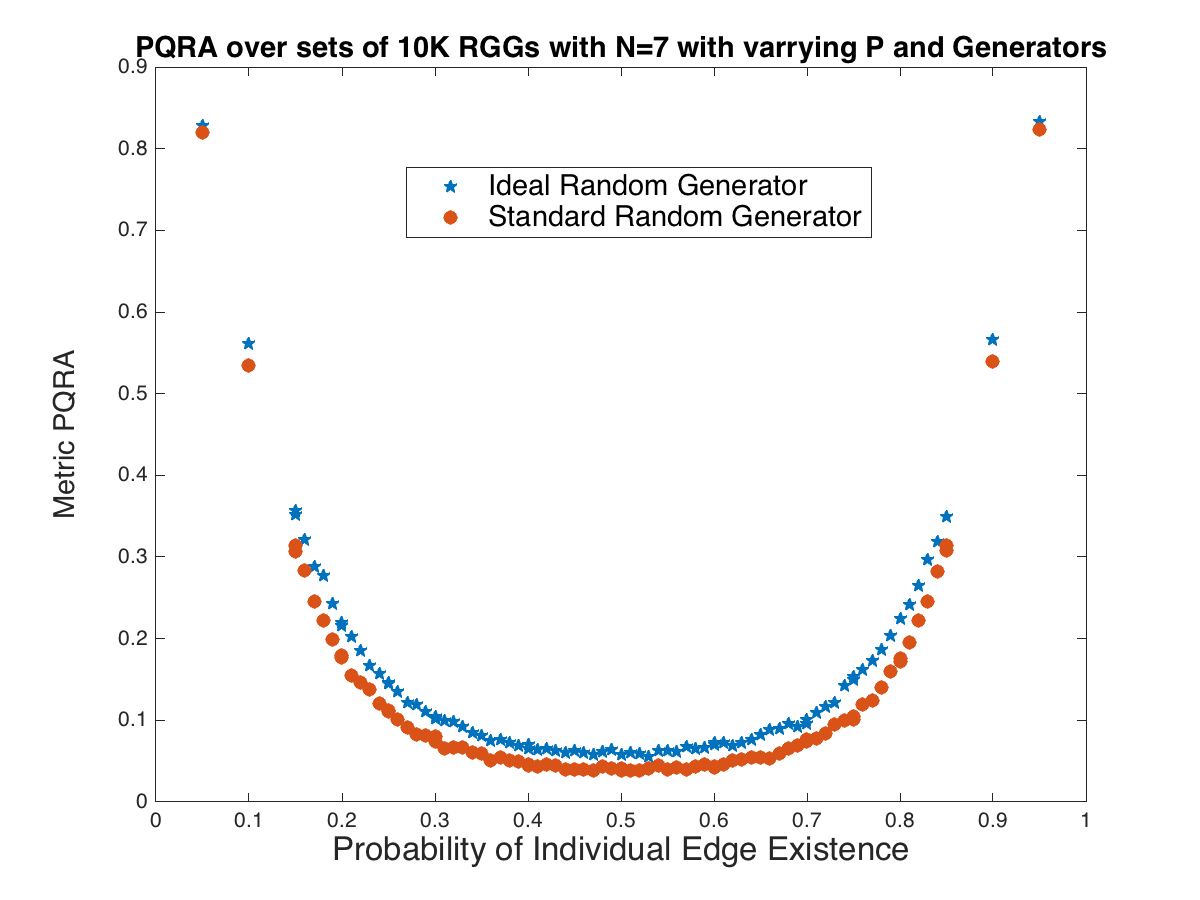 PQRA over sets of 10K RGGs with N=7 with varrying P and Generators
0.9
0.8
0.7
0.6
0.5
0.4
0.3
0.2
0.1
0
Metric PQRA
Ideal Random Generator
Standard Random Generator
0 0.1 0.2 0.3 0.4 0.5 0.6 0.7 0.8 0.9 1
Probability of Individual Edge Existence